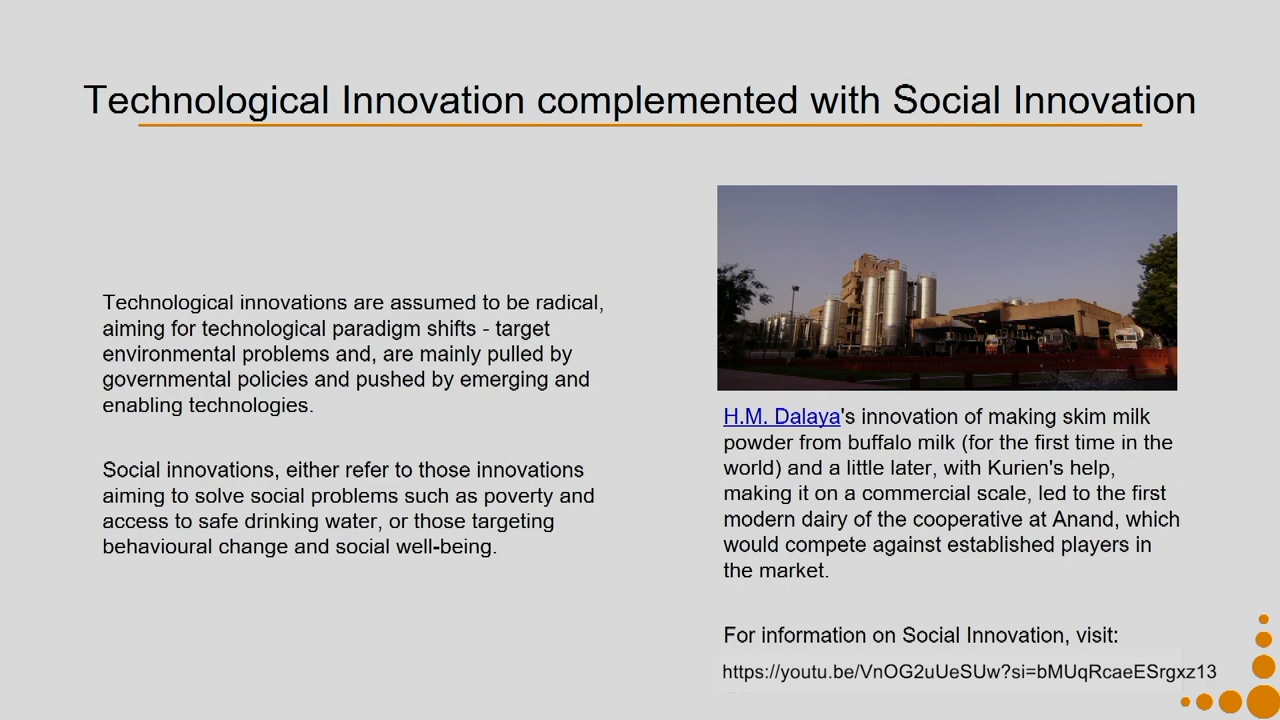 Technological Innovation complemented with Social Innovation
Technological innovations are assumed to be radical,
aiming for technological paradigm shifts - target
environmental problems and, are mainly pulled by
governmental policies and pushed by emerging and
enabling technologies.
Social innovations, either refer to those innovations
aiming to solve social problems such as poverty and
access to safe drinking water, or those targeting
behavioural change and social well-being.
H.M. Dalaya's innovation of making skim milk
powder from buffalo milk (for the first time in the
world) and a little later, with Kurien's help,
making it on a commercial scale, led to the first
modern dairy of the cooperative at Anand, which
would compete against established players in
the market.
For information on Social Innovation, visit:
https://youtu.be/VnOG2uUeSUw?si=bMUqRcaeESrgxz13